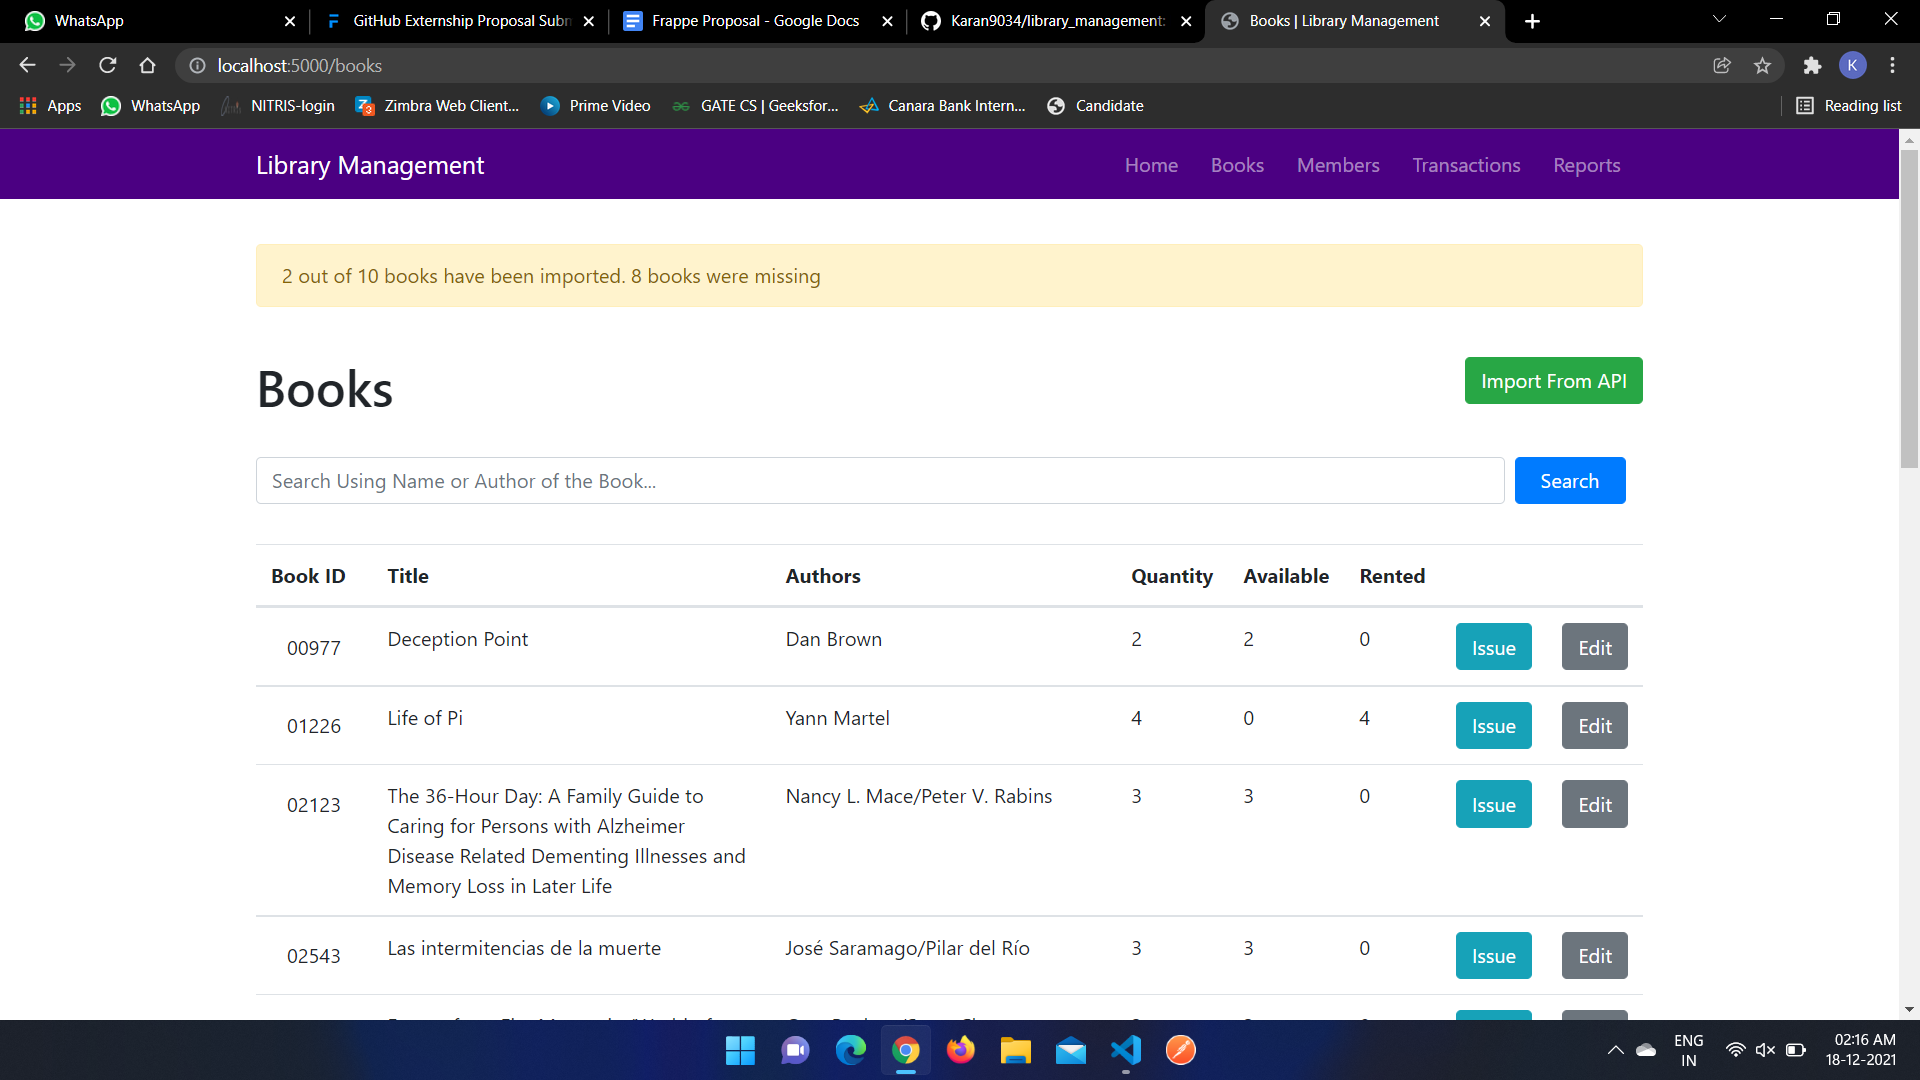 WhatsApp
GitHub Externship Proposal Subm
Frappe Proposal - Google Docs
Karan9034/library_management:
Books | Library Management
localhost:5000/books
K
Apps
WhatsApp
NITRIS-login
Zimbra Web Client...
Prime Video
GATE CS | Geeksfor...
Canara Bank Intern...
Candidate
Reading list
Library Management
Home
Books
Members
Transactions
Reports
2 out of 10 books have been imported. 8 books were missing
Books
Import From API
Search Using Name or Author of the Book...
Search
Book ID Title Authors Quantity Available Rented
00977 Deception Point Dan Brown 2 2 0 Issue Edit
01226 Life of Pi Yann Martel 4 0 4 Issue Edit
02123 The 36-Hour Day: A Family Guide to Nancy L. Mace/Peter V. Rabins 3 3 0 Issue Edit
Caring for Persons with Alzheimer
Disease Related Dementing Illnesses and
Memory Loss in Later Life
02543 Las intermitencias de la muerte José Saramago/Pilar del Río 3 3 0 Issue Edit
ENG
IN
02:16 AM
18-12-2021